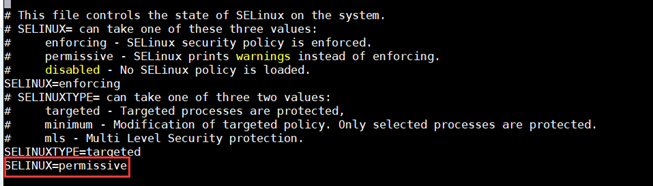 # This file controls the state of SELinux on the system.
# SELINUX= can take one of these three values:
#     enforcing - SELinux security policy is enforced.
#     permissive - SELinux prints warnings instead of enforcing.
#     disabled - No SELinux policy is loaded.
SELINUX=enforcing
# SELINUXTYPE= can take one of three two values:
#     targeted - Targeted processes are protected,
#     minimum - Modification of targeted policy. Only selected processes are protected.
#     mls - Multi Level Security protection.
SELINUXTYPE=targeted
SELINUX=permissive